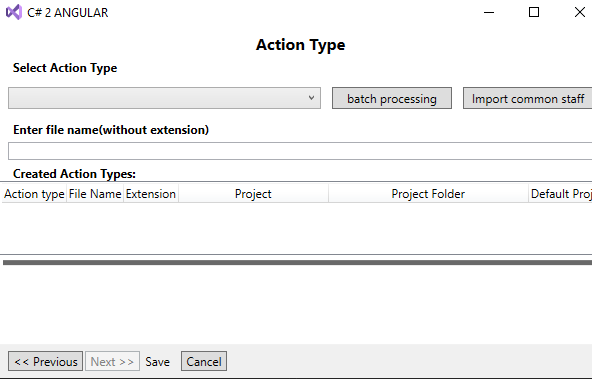 C# 2 ANGULAR
Action Type
Select Action Type
batch processing Import common staff
Enter file name(without extension)
Created Action Types:
Action type File Name Extension Project Project Folder Default Proj
<< Previous Next >> Save Cancel